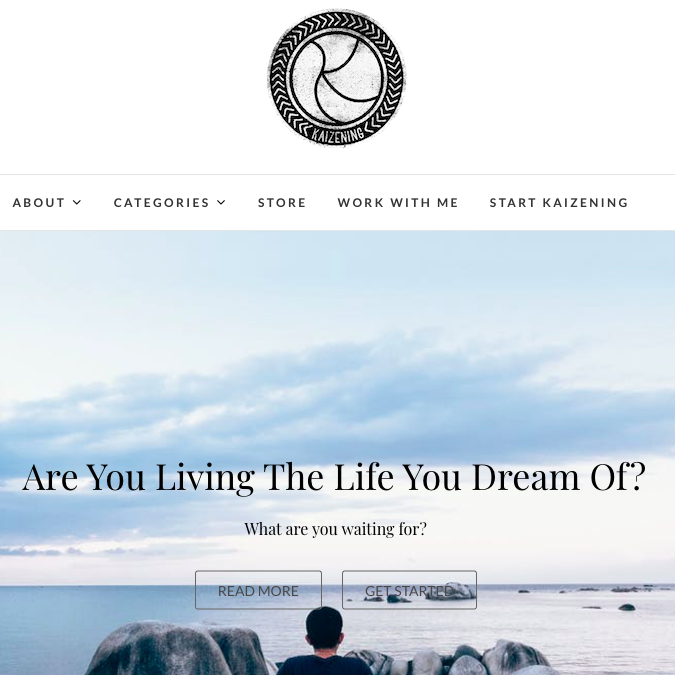 KAIZENING
ABOUT CATEGORIES STORE WORK WITH ME START KAIZENING
Are You Living The Life You Dream Of?
What are you waiting for?
READ MORE GET STARTED